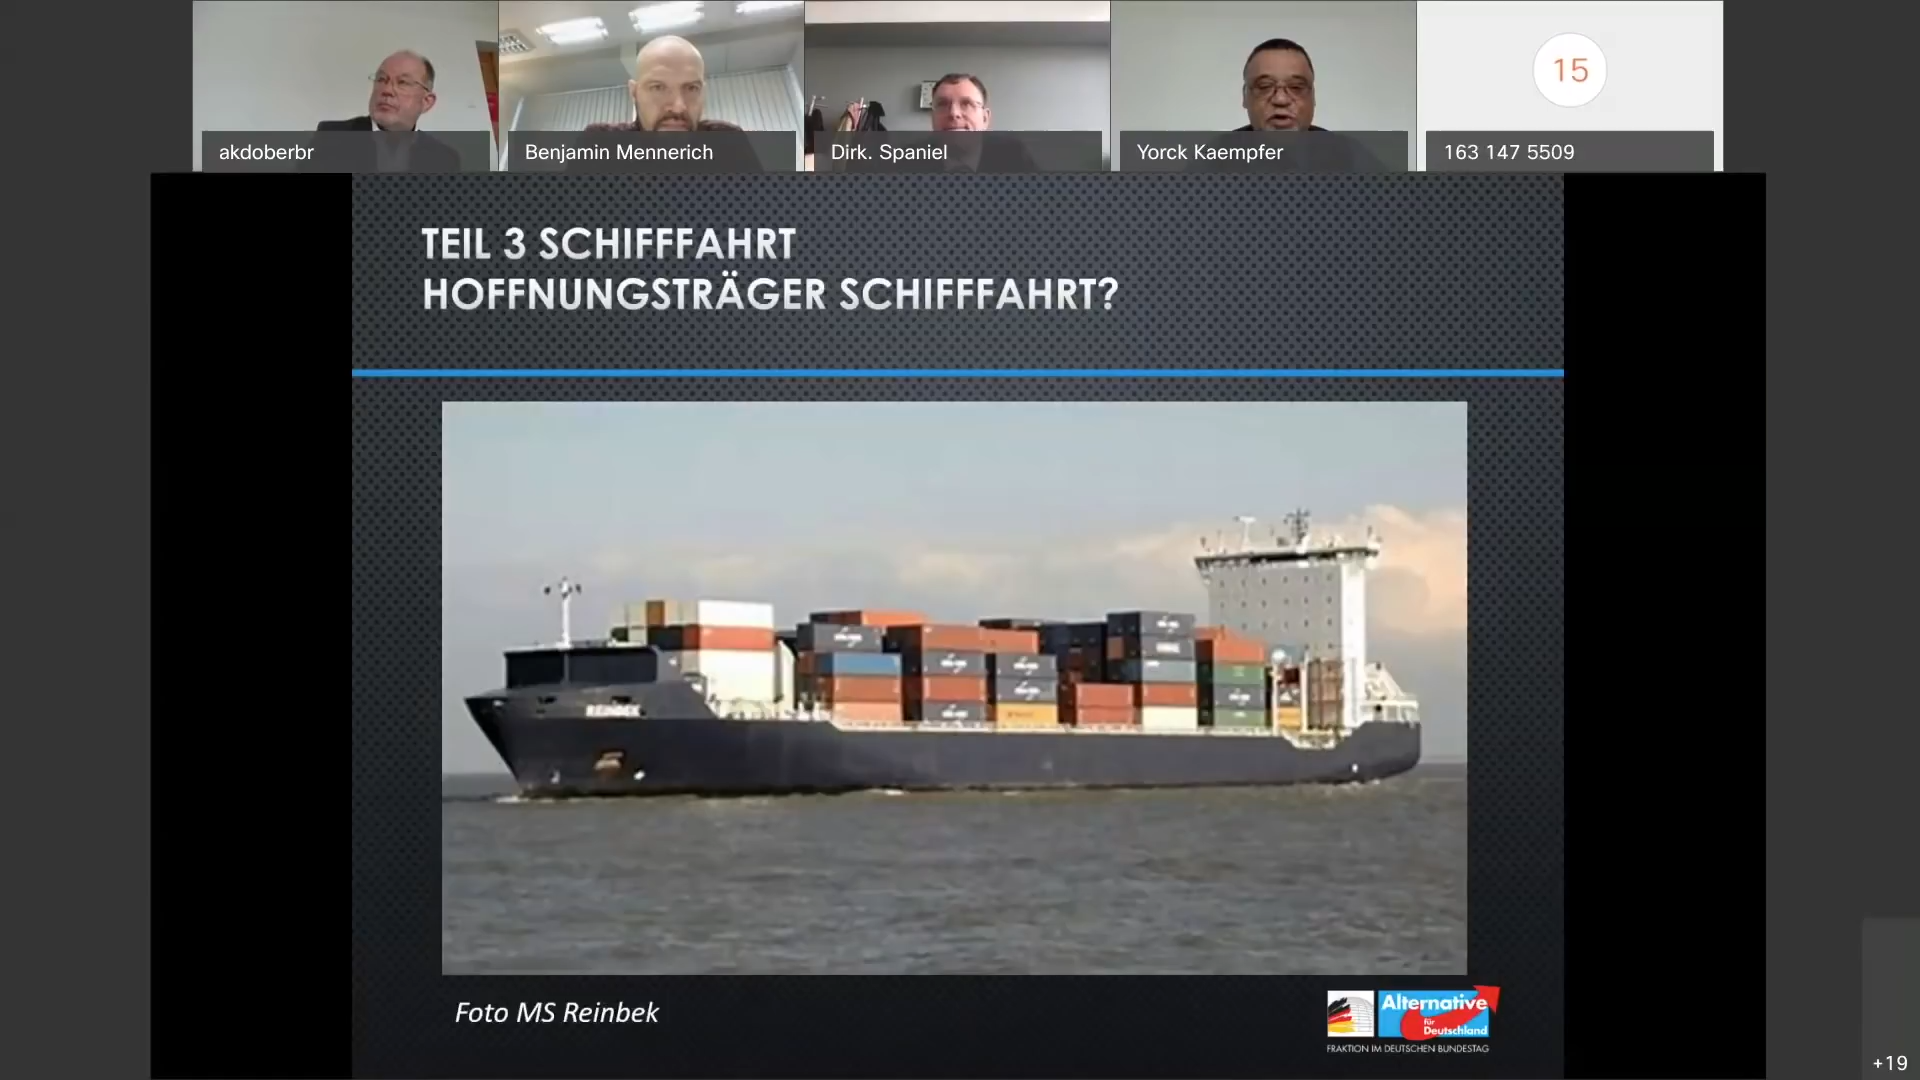 15
akdoberbr
Benjamin Mennerich
Dirk. Spaniel
Yorck Kaempfer
163 147 5509
TEIL 3 SCHIFFFAHRT
HOFFNUNGSTRÄGER SCHIFFFAHRT?
REINBEK
Foto MS Reinbek
Alternative
für
Deutschland
FRAKTION IM DEUTSCHEN BUNDESTAG
+19